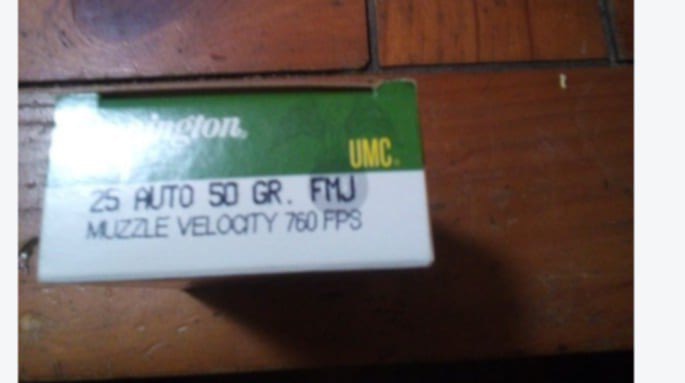 UMC.
25 AUTO 50 GR. FMJ
MUZZLE VELOCITY 760 FPS